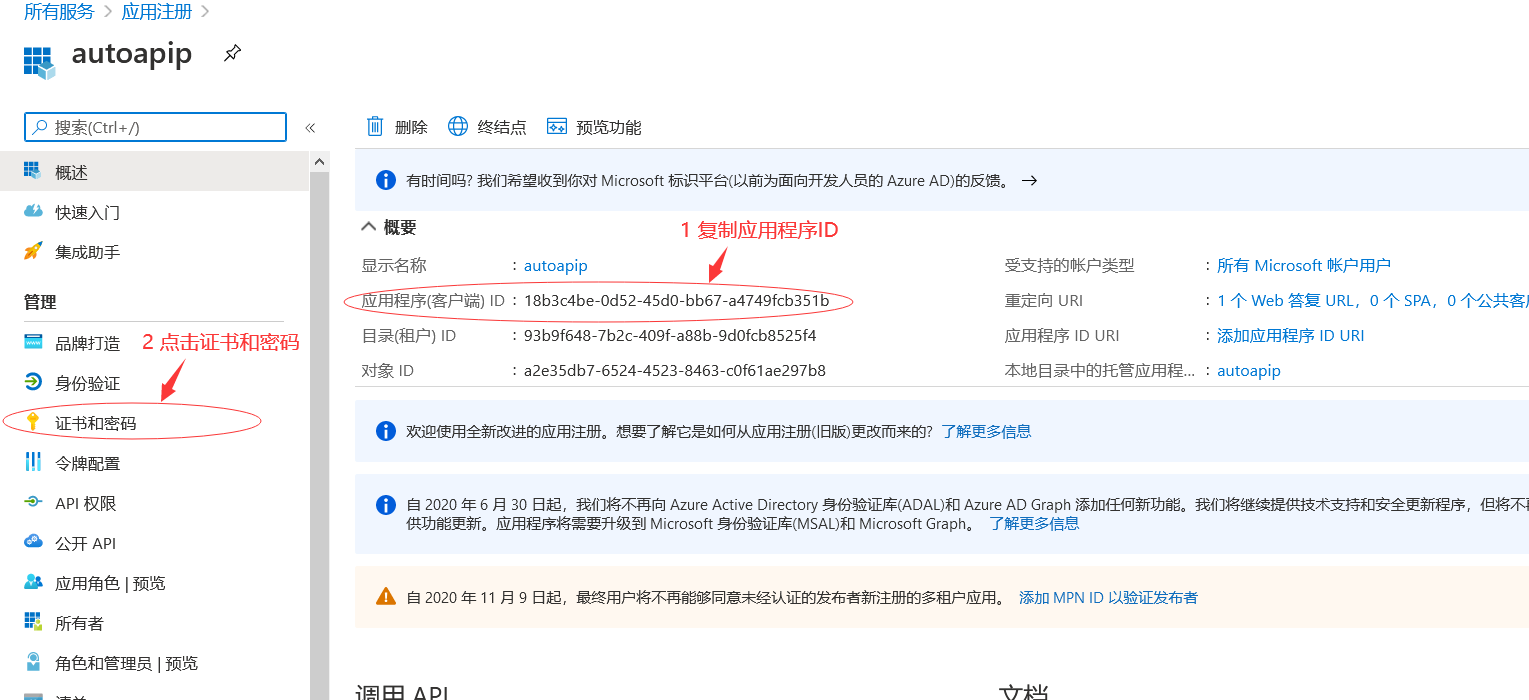 所有服务 > 应用注册 >
autoapip
搜索(Ctrl+/)
«
概述
快速入门
集成助手
管理
品牌打造
2 点击证书和密码
身份验证
证书和密码
令牌配置
API 权限
公开 API
应用角色 | 预览
所有者
角色和管理员 | 预览
清单
删除 终结点 预览功能
有时间吗? 我们希望收到你对 Microsoft 标识平台(以前为面向开发人员的 Azure AD)的反馈。 →
概要
1 复制应用程序ID
显示名称 : autoapip
应用程序(客户端) ID : 18b3c4be-0d52-45d0-bb67-a4749fcb351b
目录(租户) ID : 93b9f648-7b2c-409f-a88b-9d0fcb8525f4
对象 ID : a2e35db7-6524-4523-8463-c0f61ae297b8
受支持的帐户类型 : 所有 Microsoft 帐户用户
重定向 URI : 1 个 Web 答复 URL，0 个 SPA，0 个公共客
应用程序 ID URI : 添加应用程序 ID URI
本地目录中的托管应用程... : autoapip
欢迎使用全新改进的应用注册。想要了解它是如何从应用注册(旧版)更改而来的? 了解更多信息
自 2020 年 6 月 30 日起，我们将不再向 Azure Active Directory 身份验证库(ADAL)和 Azure AD Graph 添加任何新功能。我们将继续提供技术支持和安全更新程序，但将不
供功能更新。应用程序将需要升级到 Microsoft 身份验证库(MSAL)和 Microsoft Graph。 了解更多信息
自 2020 年 11 月 9 日起，最终用户将不再能够同意未经认证的发布者新注册的多租户应用。 添加 MPN ID 以验证发布者
调用 API
文档